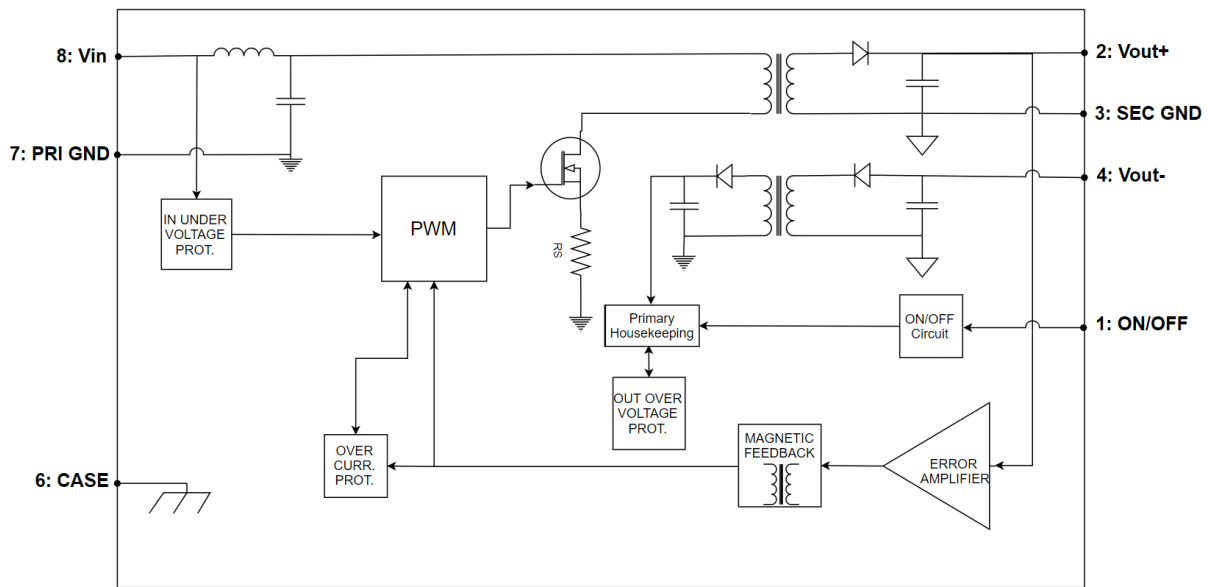 8: Vin
2: Vout+
3: SEC GND
7: PRI GND
4: Vout-
IN UNDER
VOLTAGE
PROT.
PWM
RS
Primary
Housekeeping
ON/OFF
Circuit
1: ON/OFF
OUT OVER
VOLTAGE
PROT.
OVER
CURR.
PROT.
MAGNETIC
FEEDBACK
ERROR
AMPLIFIER
6: CASE